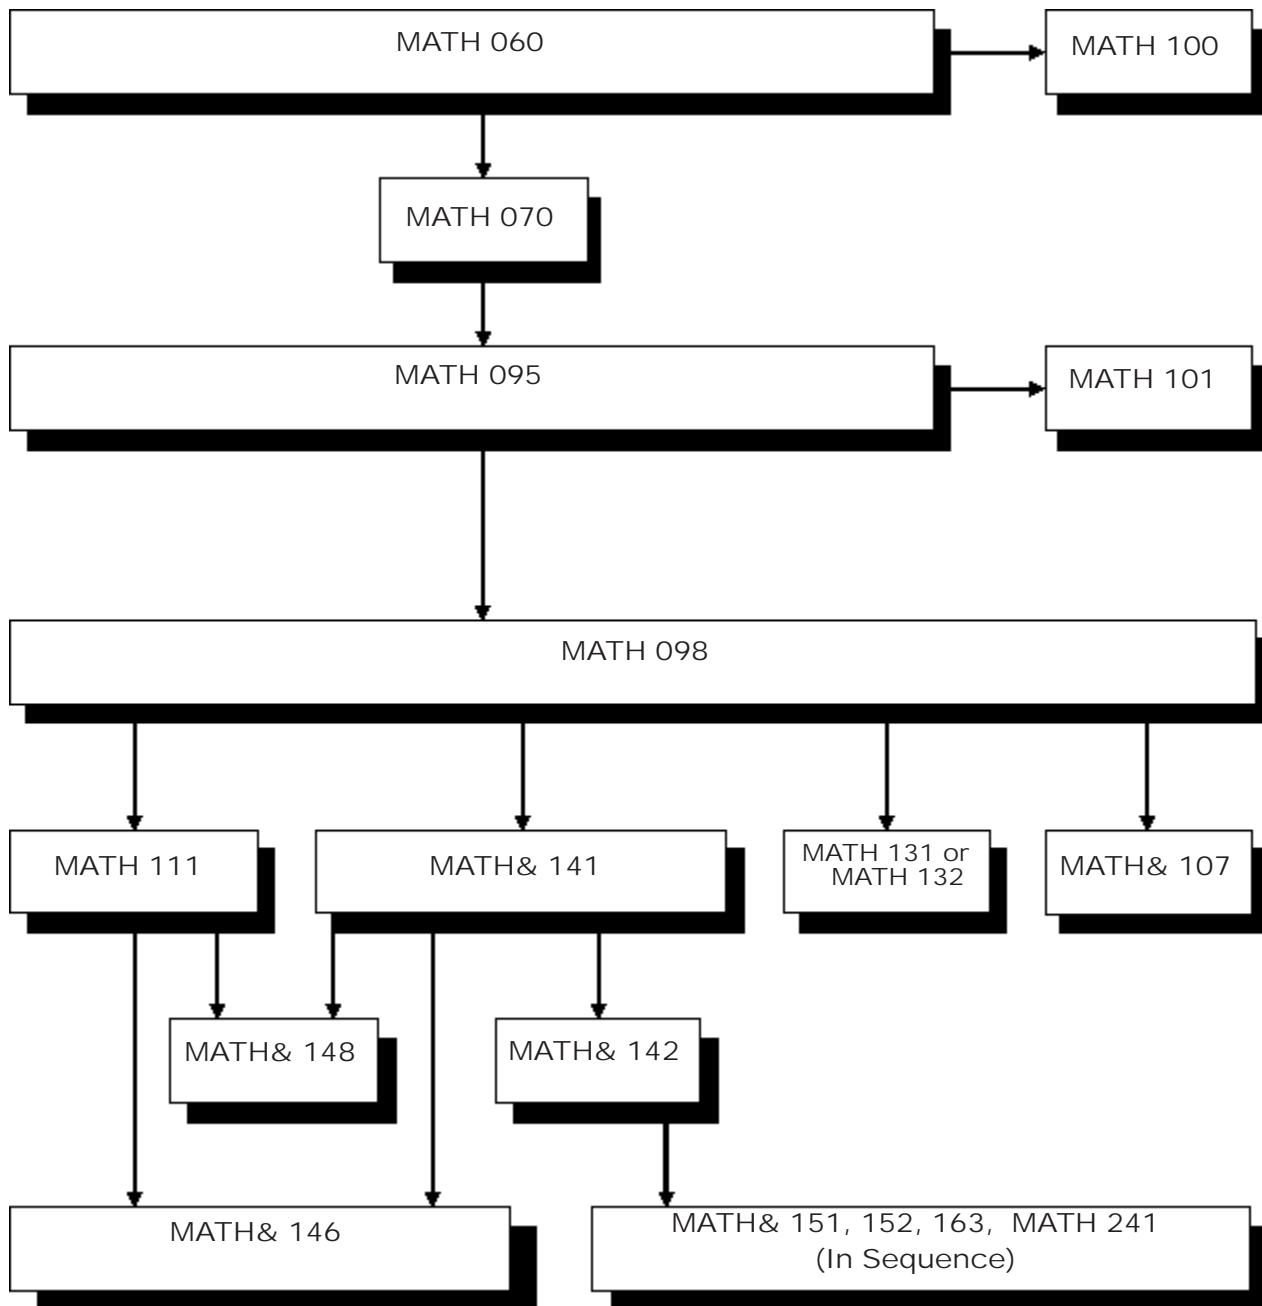 MATH 060
MATH 100
MATH 070
MATH 095
MATH 101
MATH 098
MATH 111
MATH& 141
MATH 131 or
MATH 132
MATH& 107
MATH& 148
MATH& 142
MATH& 146
MATH& 151, 152, 163, MATH 241
(In Sequence)